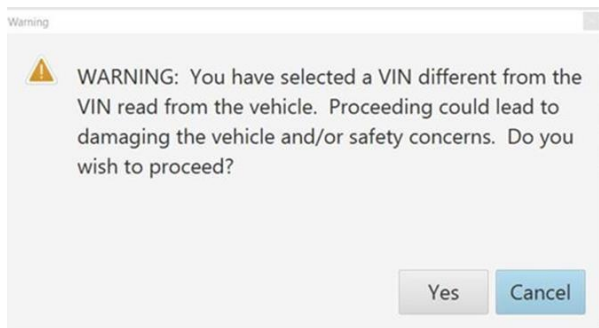 Warning
WARNING: You have selected a VIN different from the
VIN read from the vehicle. Proceeding could lead to
damaging the vehicle and/or safety concerns. Do you
wish to proceed?
Yes
Cancel